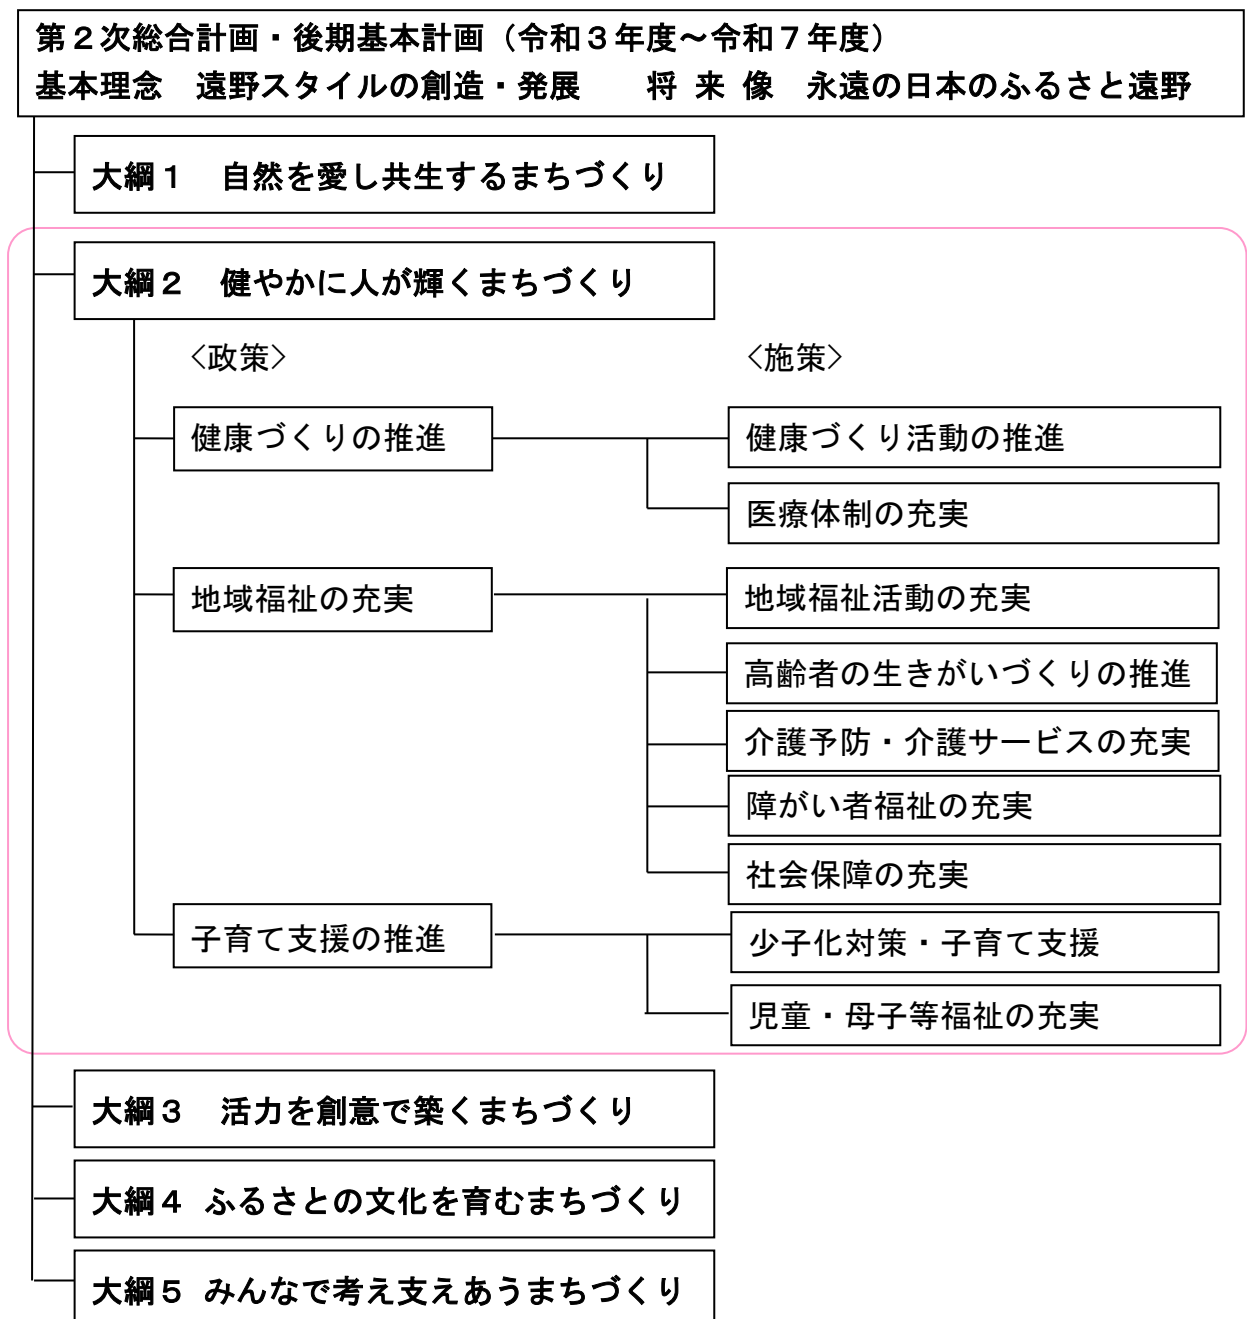 第２次総合計画・後期基本計画（令和３年度～令和７年度）
基本理念　遠野スタイルの創造・発展　　将 来 像　永遠の日本のふるさと遠野
大綱１　自然を愛し共生するまちづくり
大綱２　健やかに人が輝くまちづくり
＜政策＞　＜施策＞
健康づくりの推進　健康づくり活動の推進
医療体制の充実
地域福祉の充実　地域福祉活動の充実
高齢者の生きがいづくりの推進
介護予防・介護サービスの充実
障がい者福祉の充実
社会保障の充実
子育て支援の推進　少子化対策・子育て支援
児童・母子等福祉の充実
大綱３　活力を創意で築くまちづくり
大綱４ ふるさとの文化を育むまちづくり
大綱５ みんなで考え支えあうまちづくり